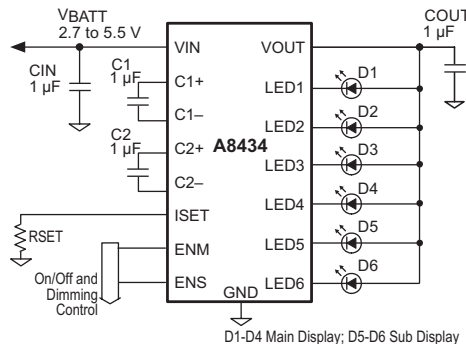 VBATT
2.7 to 5.5 V
CIN
1 µF
C1
1 µF
C2
1 µF
RSET
On/Off and
Dimming
Control
VIN
C1+
C1–
C2+
C2–
ISET
ENM
ENS
GND
A8434
VOUT
LED1
LED2
LED3
LED4
LED5
LED6
D1
D2
D3
D4
D5
D6
COUT
1 µF
D1-D4 Main Display; D5-D6 Sub Display